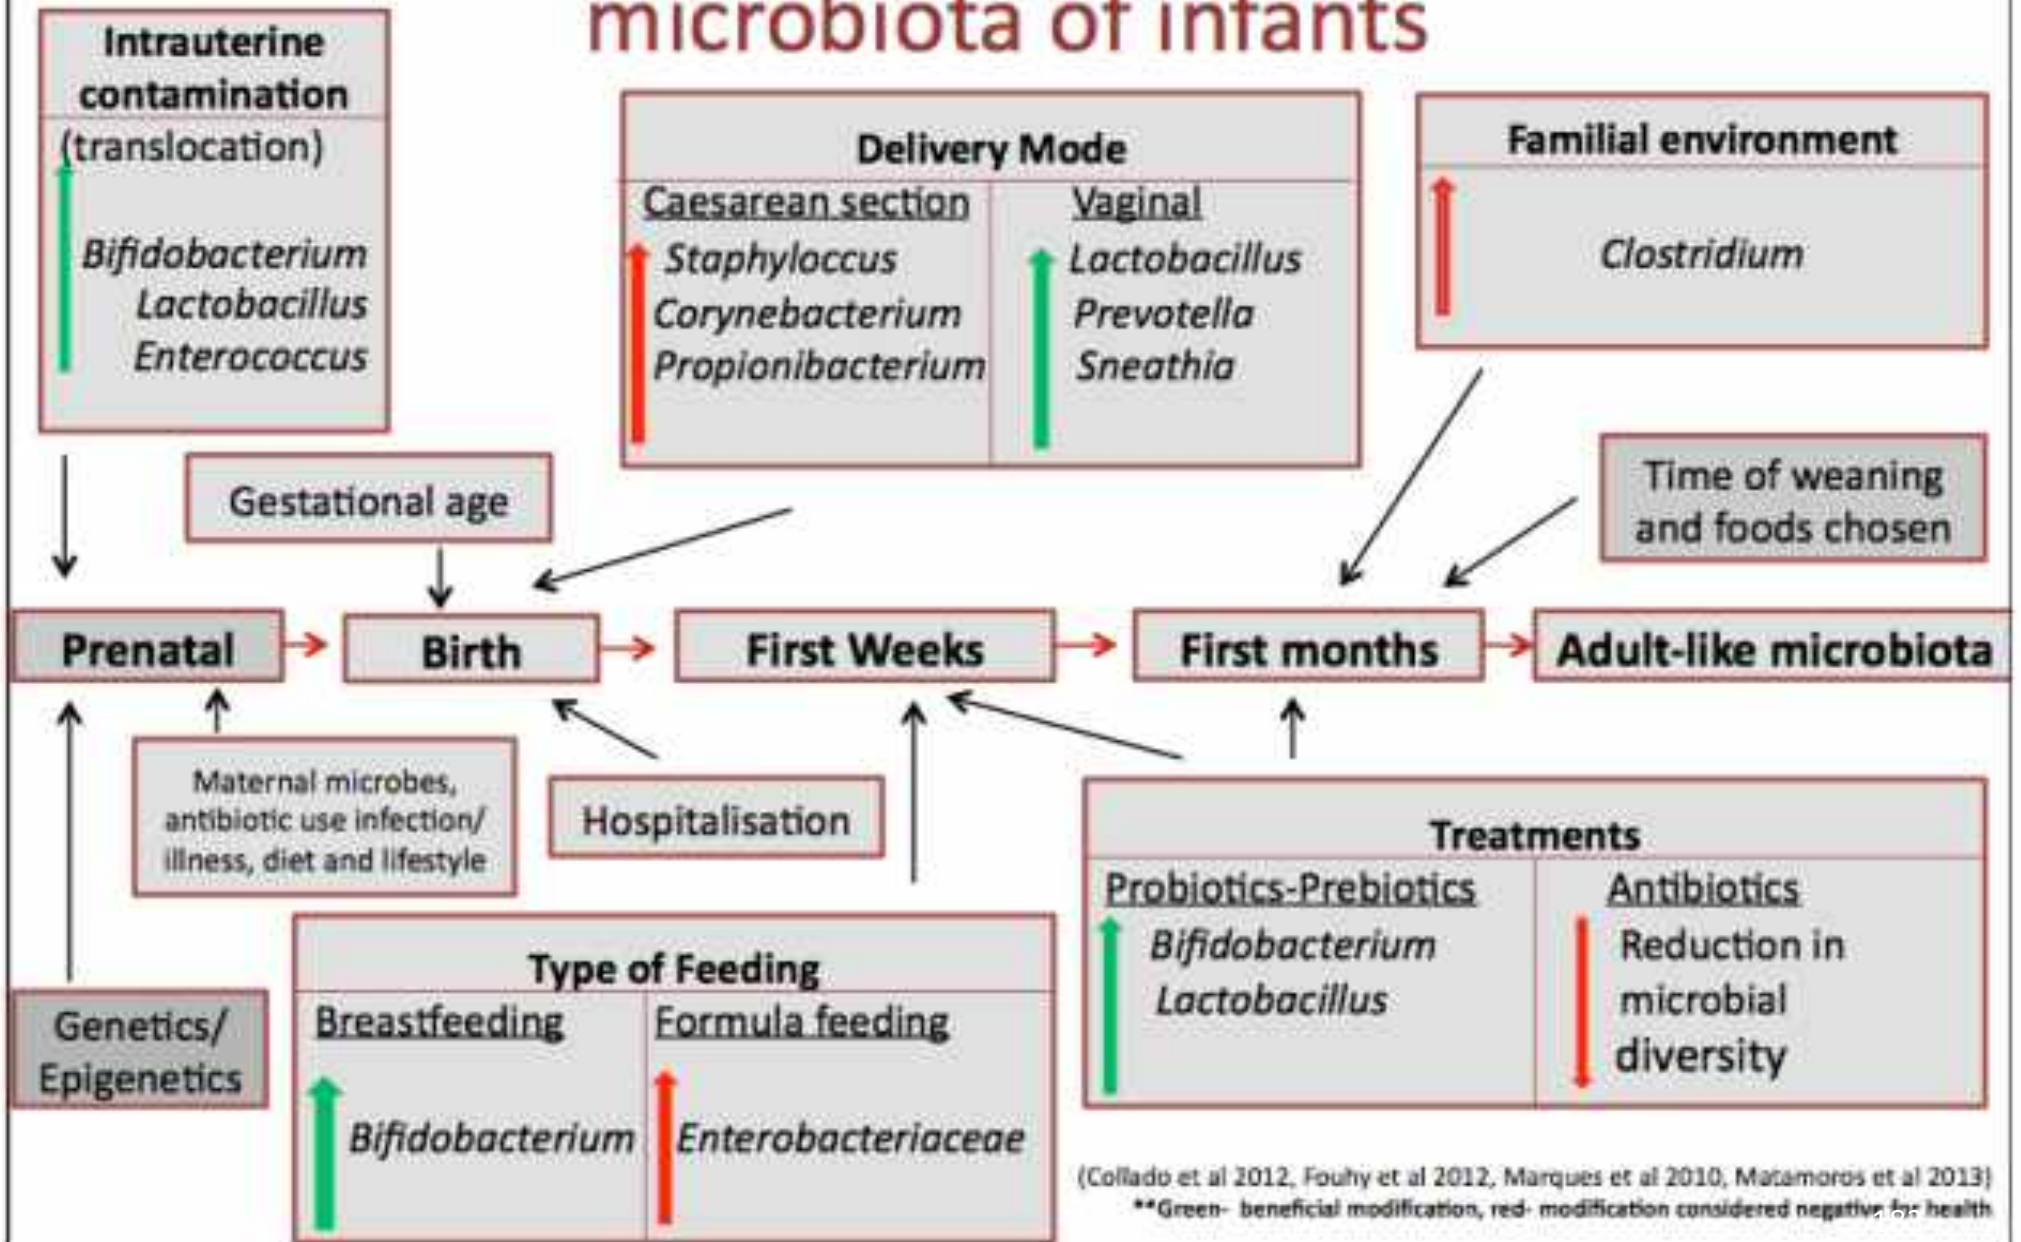 microbiota of infants
Intrauterine
contamination
(translocation)
Bifidobacterium
Lactobacillus
Enterococcus
Delivery Mode
Caesarean section
Staphyloccus
Corynebacterium
Propionibacterium
Vaginal
Lactobacillus
Prevotella
Sneathia
Familial environment
Clostridium
Gestational age
Time of weaning
and foods chosen
Prenatal
Birth
First Weeks
First months
Adult-like microbiota
Maternal microbes,
antibiotic use infection/
illness, diet and lifestyle
Hospitalisation
Genetics/
Epigenetics
Type of Feeding
Breastfeeding
Bifidobacterium
Formula feeding
Enterobacteriaceae
Treatments
Probiotics-Prebiotics
Bifidobacterium
Lactobacillus
Antibiotics
Reduction in
microbial
diversity
(Collado et al 2012, Fouhy et al 2012, Marques et al 2010, Matamoros et al 2013)
**Green- beneficial modification, red- modification considered negative for health